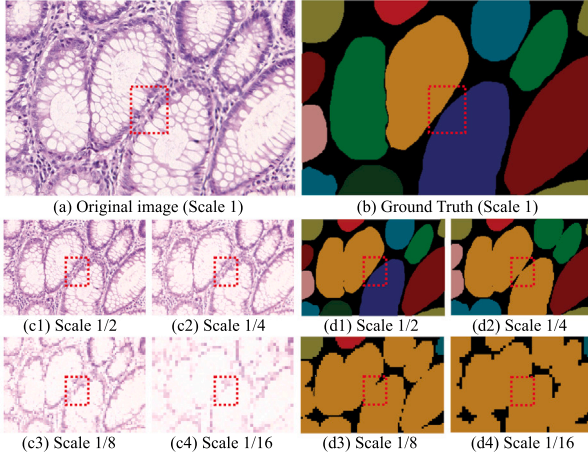 (a) Original image (Scale 1)
(b) Ground Truth (Scale 1)
(c1) Scale 1/2
(c2) Scale 1/4
(d1) Scale 1/2
(d2) Scale 1/4
(c3) Scale 1/8
(c4) Scale 1/16
(d3) Scale 1/8
(d4) Scale 1/16